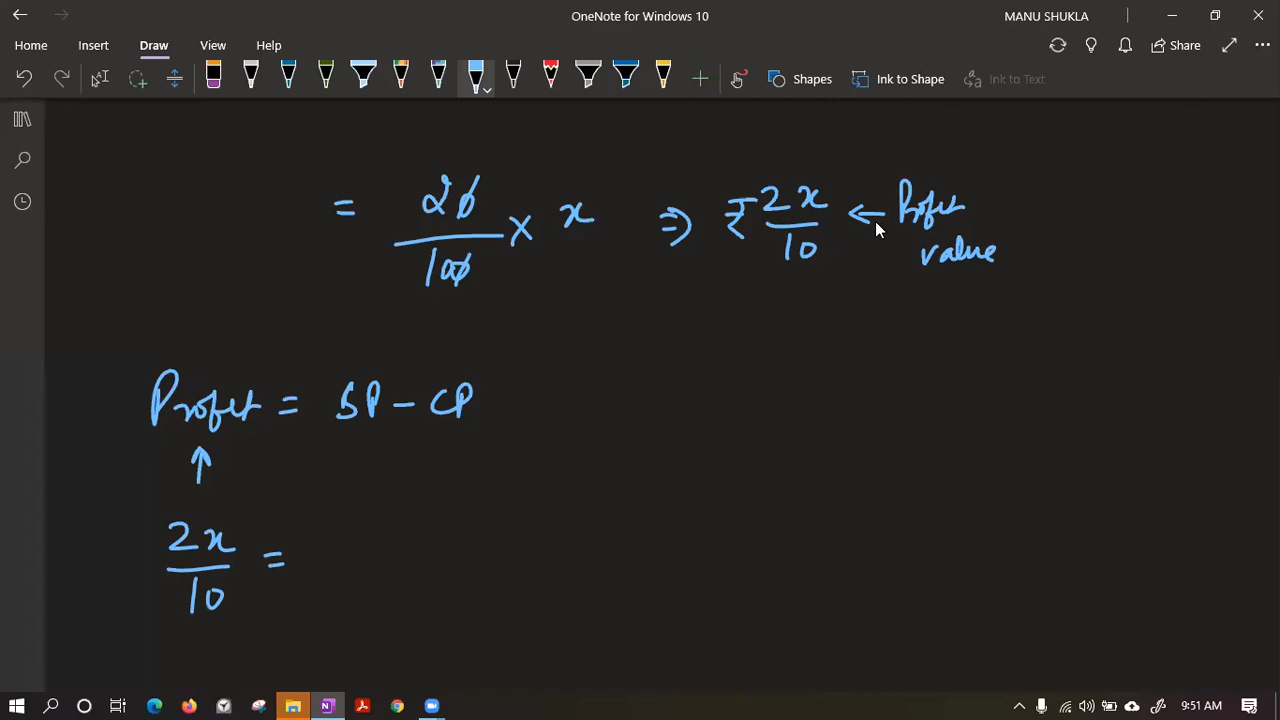 OneNote for Windows 10
MANU SHUKLA
Home Insert Draw View Help
Share
Shapes Ink to Shape Ink to Text
= 20/100 × x ⇒ ₹ 2x/10 ← Profit
value
Profit = SP - CP
↑
2x/10 =
9:51 AM